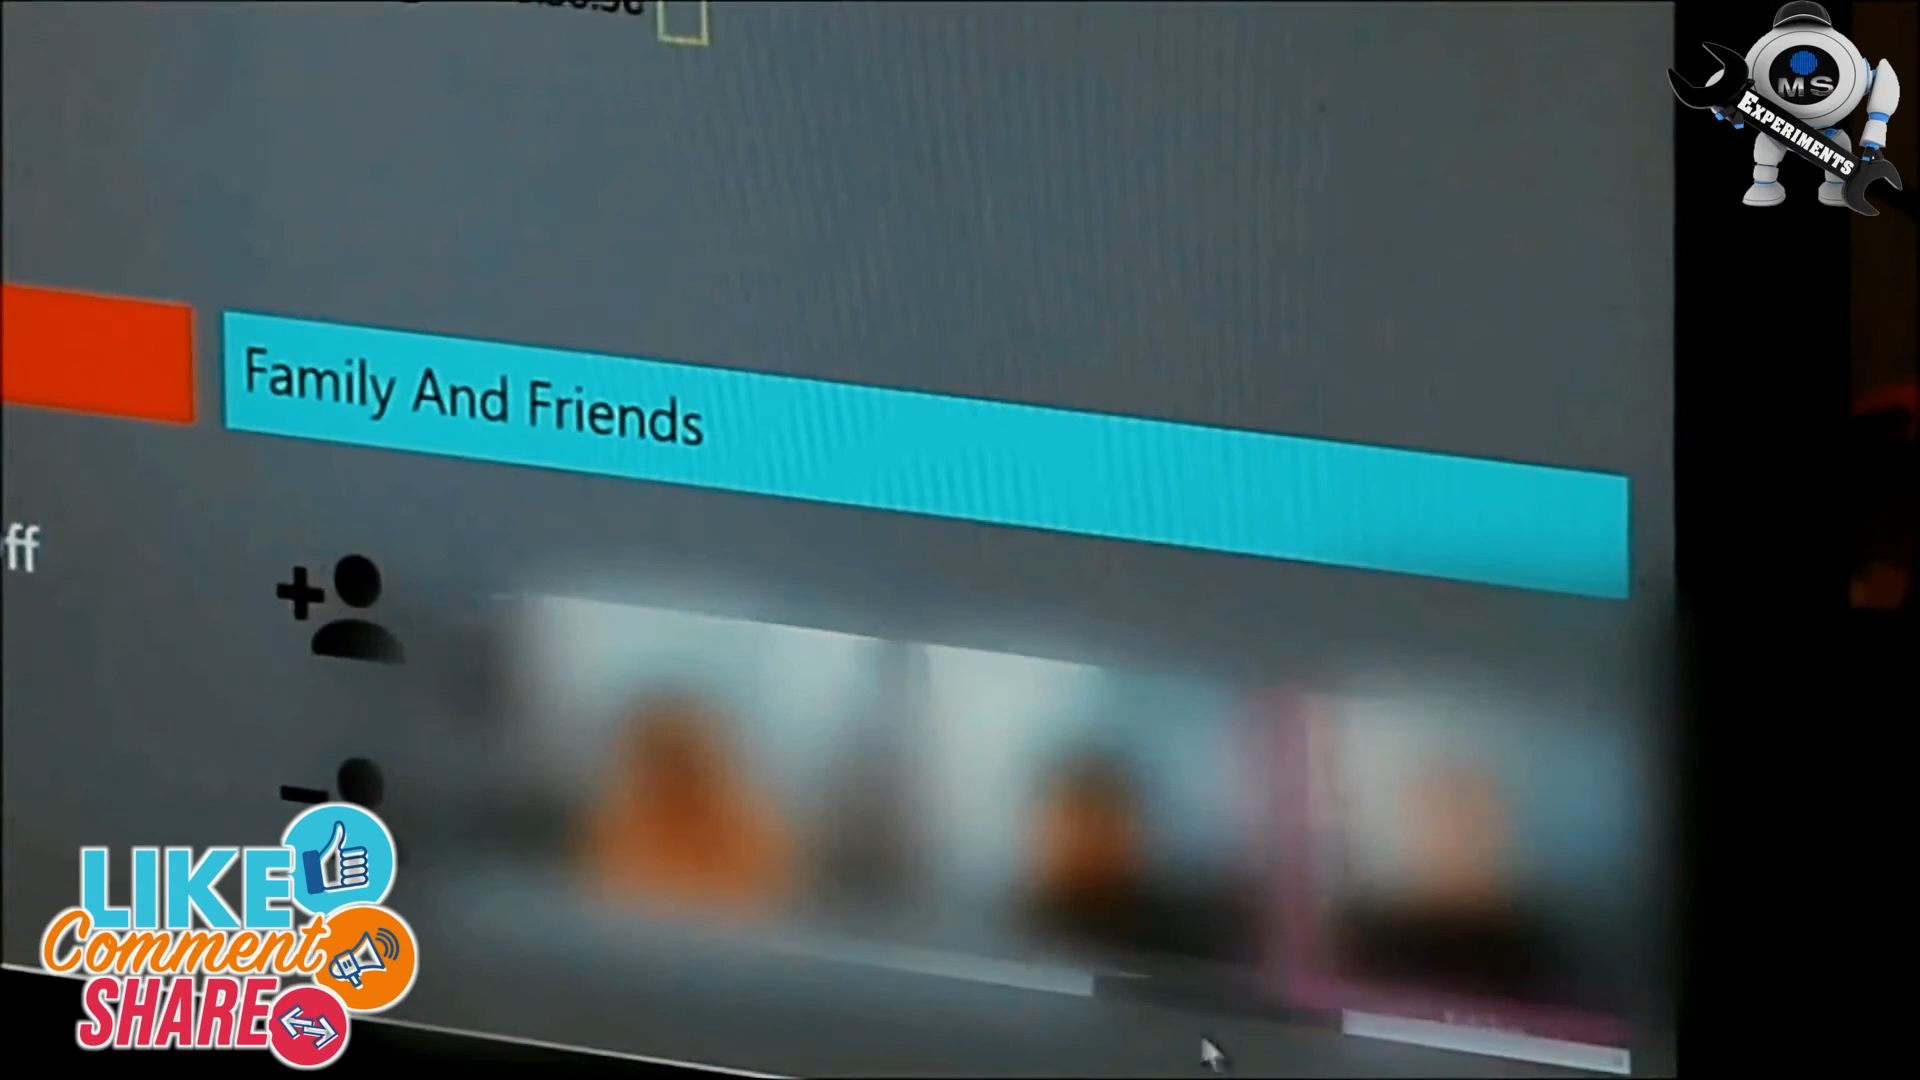 MS
EXPERIMENTS
Family And Friends
ff
LIKE
Comment
SHARE